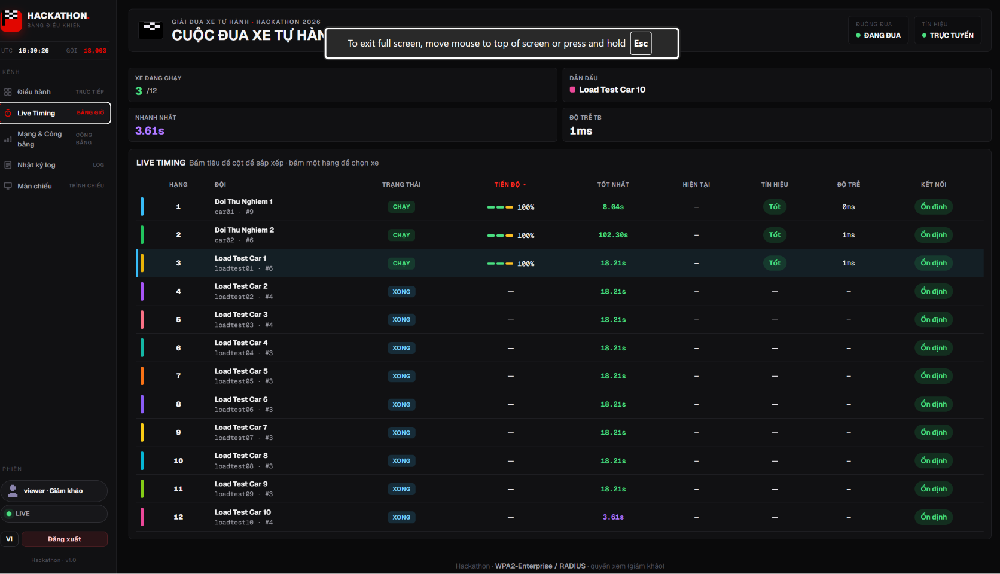 HACKATHON.
BẢNG ĐIỀU KHIỂN
UTC 16:30:26 GÓI 18,003
KÊNH
Điều hành TRỰC TIẾP
Live Timing BẢNG GIỜ
Mạng & Công bằng CÔNG BẰNG
Nhật ký log LOG
Màn chiếu TRÌNH CHIẾU
PHIÊN
viewer · Giám khảo
LIVE
VI Đăng xuất
Hackathon · v1.0
GIẢI ĐUA XE TỰ HÀNH · HACKATHON 2026
CUỘC ĐUA XE TỰ HÀN
To exit full screen, move mouse to top of screen or press and hold Esc
ĐƯỜNG ĐUA
ĐANG ĐUA
TÍN HIỆU
TRỰC TUYẾN
XE ĐANG CHẠY
3 /12
DẪN ĐẦU
Load Test Car 10
NHANH NHẤT
3.61s
ĐỘ TRỄ TB
1ms
LIVE TIMING Bấm tiêu đề cột để sắp xếp · bấm một hàng để chọn xe
HẠNG ĐỘI TRẠNG THÁI TIẾN ĐỘ TỐT NHẤT HIỆN TẠI TÍN HIỆU ĐỘ TRỄ KẾT NỐI
1 Doi Thu Nghiem 1 CHẠY 100% 8.04s — Tốt 0ms Ổn định
car01 · #9
2 Doi Thu Nghiem 2 CHẠY 100% 102.30s — Tốt 1ms Ổn định
car02 · #6
3 Load Test Car 1 CHẠY 100% 18.21s — Tốt 1ms Ổn định
loadtest01 · #6
4 Load Test Car 2 XONG — 18.21s — — — Ổn định
loadtest02 · #4
5 Load Test Car 3 XONG — 18.21s — — — Ổn định
loadtest03 · #4
6 Load Test Car 4 XONG — 18.21s — — — Ổn định
loadtest04 · #3
7 Load Test Car 5 XONG — 18.21s — — — Ổn định
loadtest05 · #3
8 Load Test Car 6 XONG — 18.21s — — — Ổn định
loadtest06 · #3
9 Load Test Car 7 XONG — 18.21s — — — Ổn định
loadtest07 · #3
10 Load Test Car 8 XONG — 18.21s — — — Ổn định
loadtest08 · #3
11 Load Test Car 9 XONG — 18.21s — — — Ổn định
loadtest09 · #3
12 Load Test Car 10 XONG — 3.61s — — — Ổn định
loadtest10 · #4
Hackathon · WPA2-Enterprise / RADIUS · quyền xem (giám khảo)